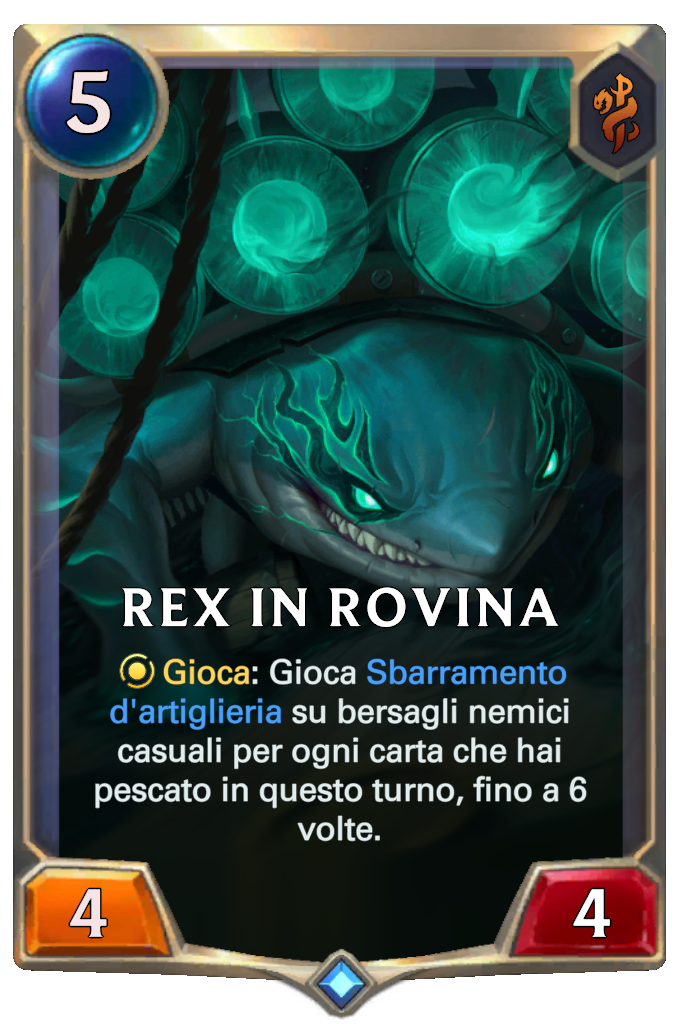 5
REX IN ROVINA
Gioca: Gioca Sbarramento
d'artiglieria su bersagli nemici
casuali per ogni carta che hai
pescato in questo turno, fino a 6
volte.
4
4